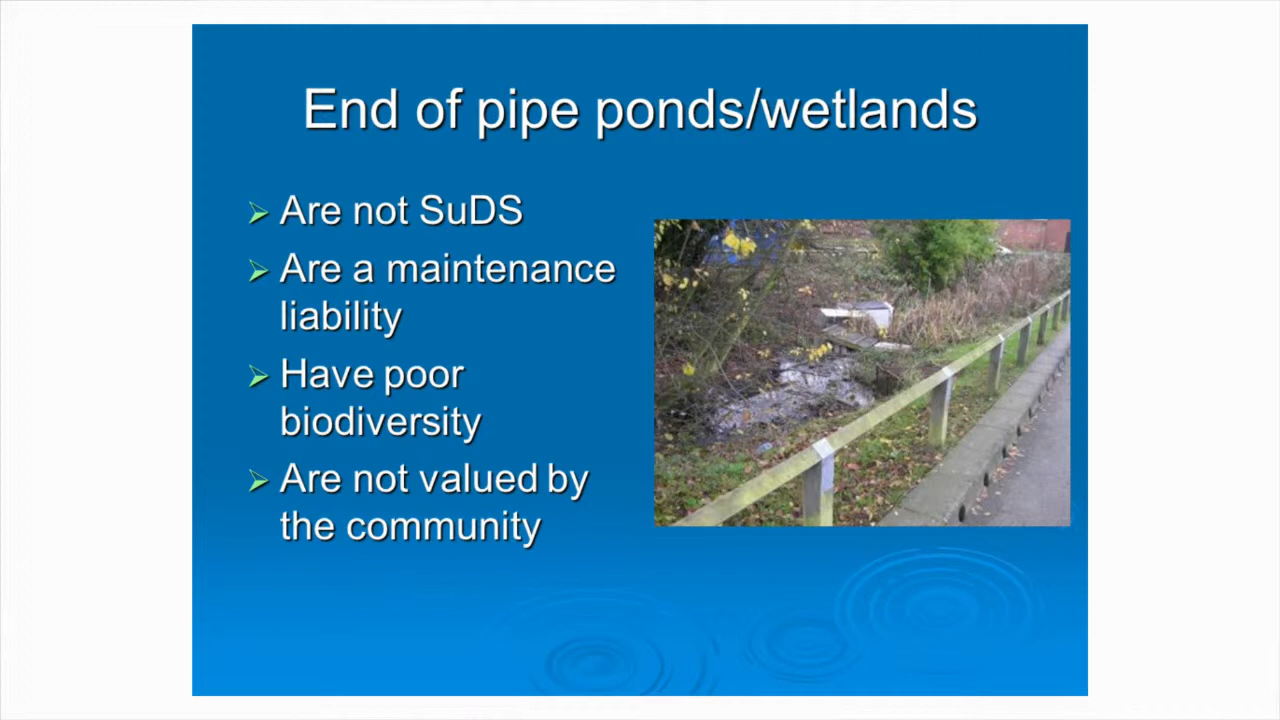 End of pipe ponds/wetlands
Are not SuDS
Are a maintenance
liability
Have poor
biodiversity
Are not valued by
the community